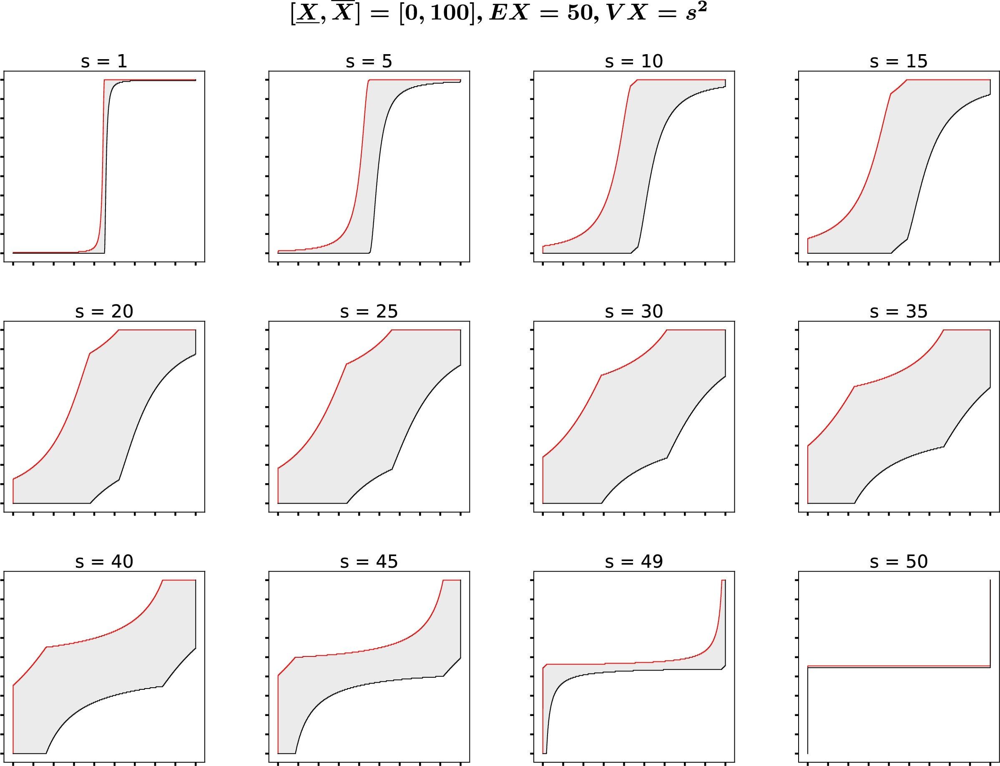 [X, X] = [0, 100], EX = 50, VX = s²
s = 1
s = 5
s = 10
s = 15
s = 20
s = 25
s = 30
s = 35
s = 40
s = 45
s = 49
s = 50